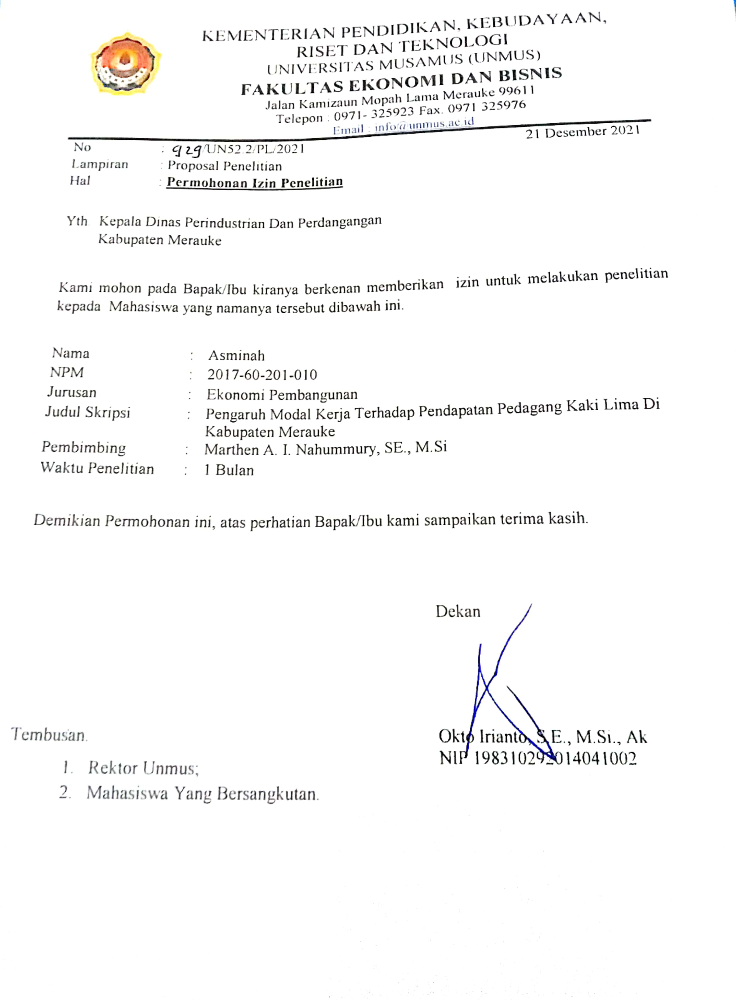 KEMENTERIAN PENDIDIKAN, KEBUDAYAAN,
RISET DAN TEKNOLOGI
UNIVERSITAS MUSAMUS (UNMUS)
FAKULTAS EKONOMI DAN BISNIS
Jalan Kamizaun Mopah Lama Merauke 99611
Telepon : 0971- 325923 Fax. 0971 325976
Email : info@unmus.ac.id
21 Desember 2021
No : 929/UN52.2/PL/2021
Lampiran : Proposal Penelitian
Hal : Permohonan Izin Penelitian
Yth. Kepala Dinas Perindustrian Dan Perdangangan
Kabupaten Merauke
Kami mohon pada Bapak/Ibu kiranya berkenan memberikan izin untuk melakukan penelitian
kepada Mahasiswa yang namanya tersebut dibawah ini.
Nama : Asminah
NPM : 2017-60-201-010
Jurusan : Ekonomi Pembangunan
Judul Skripsi : Pengaruh Modal Kerja Terhadap Pendapatan Pedagang Kaki Lima Di
Kabupaten Merauke
Pembimbing : Marthen A. I. Nahummury, SE., M.Si
Waktu Penelitian : 1 Bulan
Demikian Permohonan ini, atas perhatian Bapak/Ibu kami sampaikan terima kasih.
Dekan
Okto Irianto, S.E., M.Si., Ak
NIP 198310292014041002
Tembusan.
1. Rektor Unmus;
2. Mahasiswa Yang Bersangkutan.